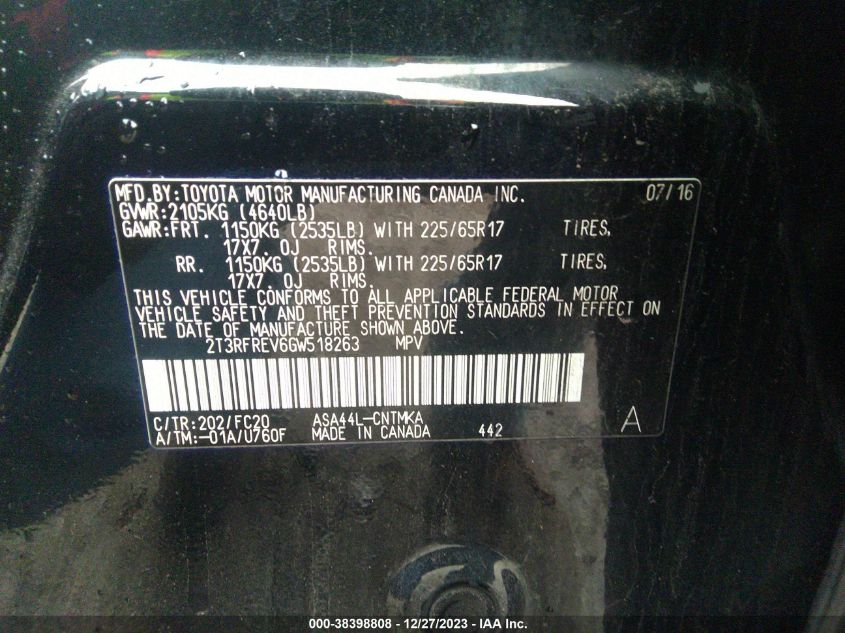 MFD.BY:TOYOTA MOTOR MANUFACTURING CANADA INC. 07/16
GVWR:2105KG (4640LB)
GAWR:FRT. 1150KG (2535LB) WITH 225/65R17 TIRES,
17X7.0J RIMS.
RR. 1150KG (2535LB) WITH 225/65R17 TIRES,
17X7.0J RIMS.
THIS VEHICLE CONFORMS TO ALL APPLICABLE FEDERAL MOTOR
VEHICLE SAFETY AND THEFT PREVENTION STANDARDS IN EFFECT ON
THE DATE OF MANUFACTURE SHOWN ABOVE.
2T3RFREV6GW518263 MPV
C/TR:202/FC20 ASA44L-CNTMKA
A/TM:-01A/U760F MADE IN CANADA 442 A
000-38398808 - 12/27/2023 - IAA Inc.